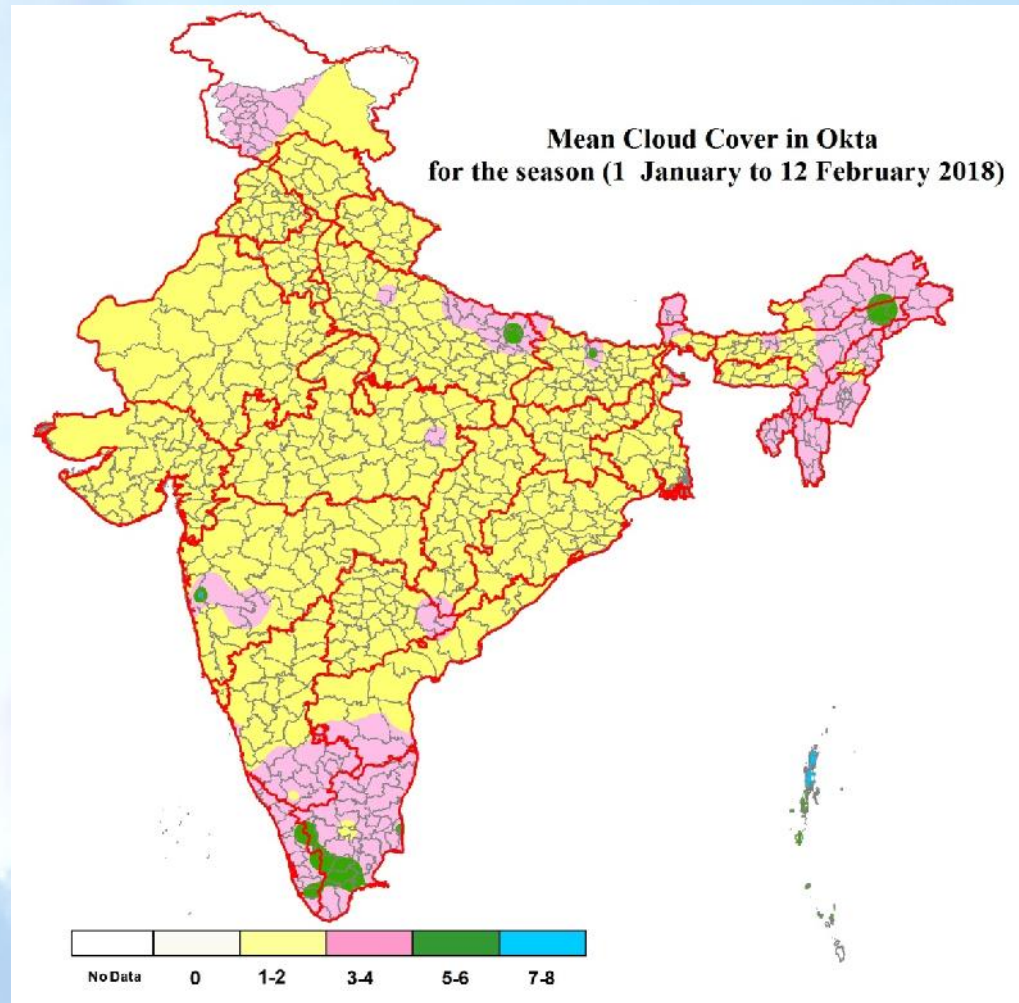 Mean Cloud Cover in Okta
for the season (1 January to 12 February 2018)
No Data 0 1-2 3-4 5-6 7-8